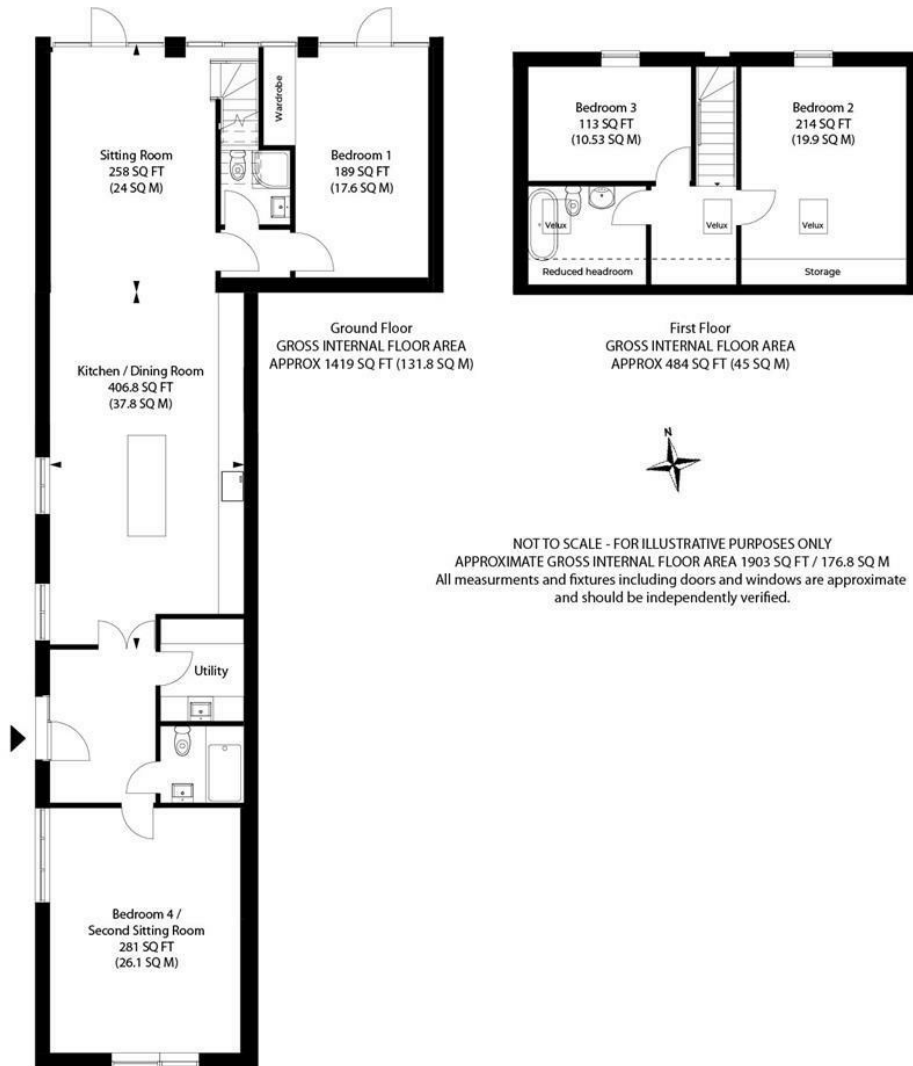 Sitting Room
258 SQ FT
(24 SQ M)
Wardrobe
Bedroom 1
189 SQ FT
(17.6 SQ M)
Kitchen / Dining Room
406.8 SQ FT
(37.8 SQ M)
Utility
Bedroom 4 /
Second Sitting Room
281 SQ FT
(26.1 SQ M)
Ground Floor
GROSS INTERNAL FLOOR AREA
APPROX 1419 SQ FT (131.8 SQ M)
Bedroom 3
113 SQ FT
(10.53 SQ M)
Bedroom 2
214 SQ FT
(19.9 SQ M)
Velux
Velux
Velux
Reduced headroom
Storage
First Floor
GROSS INTERNAL FLOOR AREA
APPROX 484 SQ FT (45 SQ M)
N
NOT TO SCALE - FOR ILLUSTRATIVE PURPOSES ONLY
APPROXIMATE GROSS INTERNAL FLOOR AREA 1903 SQ FT / 176.8 SQ M
All measurments and fixtures including doors and windows are approximate
and should be independently verified.